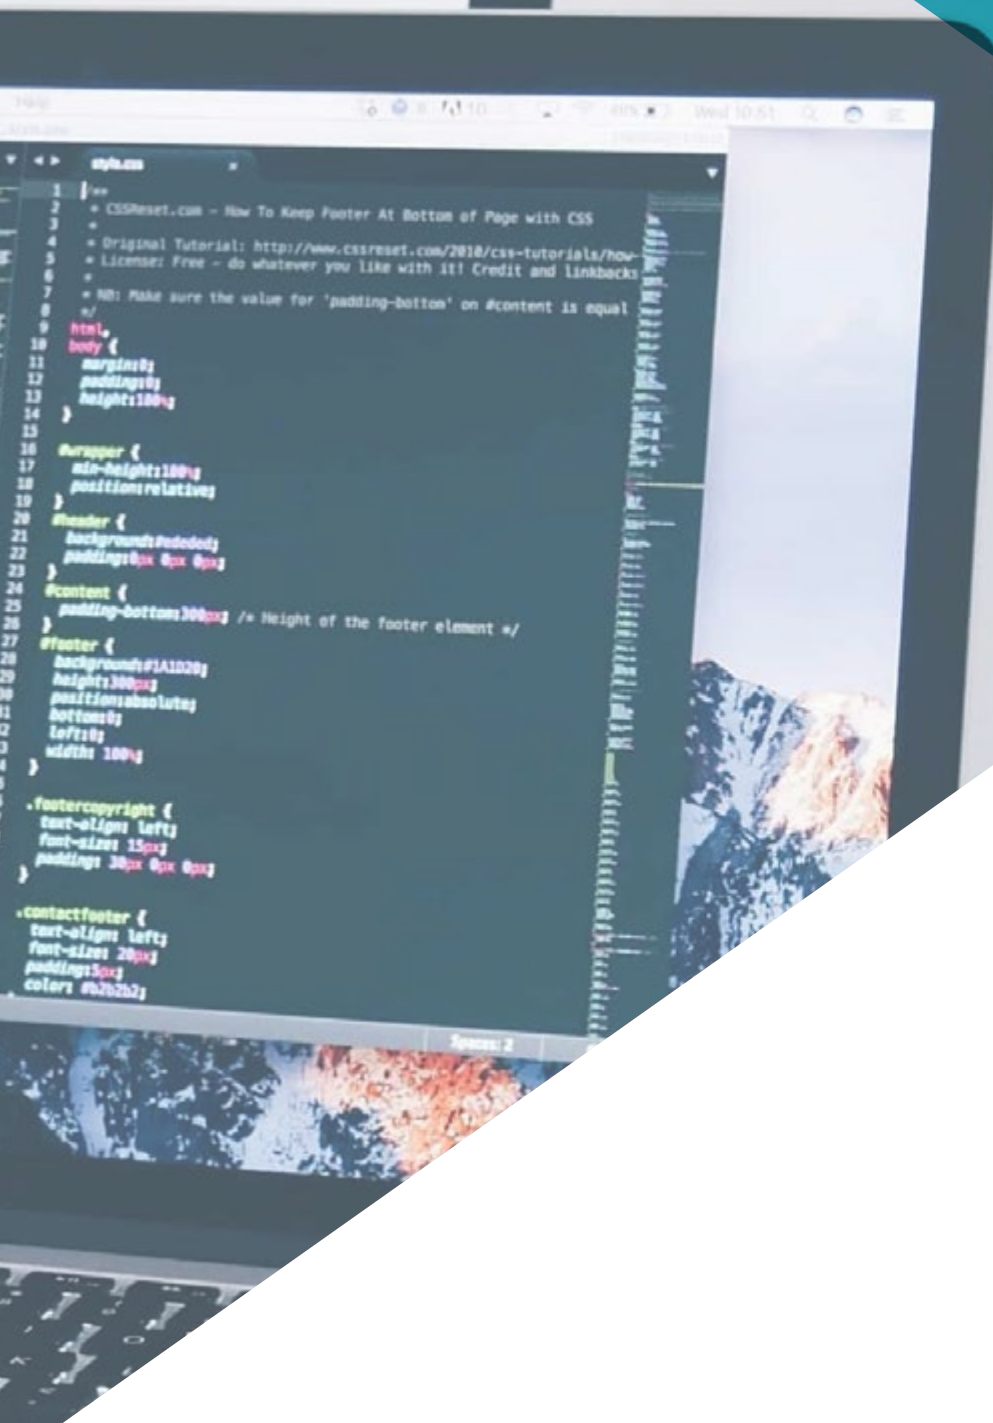 Help
48% Wed 10:51
style.css
1 /**
2 * CSSReset.com - How To Keep Footer At Bottom of Page with CSS
3 *
4 * Original Tutorial: http://www.cssreset.com/2010/css-tutorials/how-
5 * License: Free - do whatever you like with it! Credit and linkbacks
6 *
7 * NB: Make sure the value for 'padding-bottom' on #content is equal
8 */
9 html,
10 body {
11 margin:0;
12 padding:0;
13 height:100%;
14 }
15
16 #wrapper {
17 min-height:100%;
18 position:relative;
19 }
20 #header {
21 background:#ededed;
22 padding:0px 0px 0px;
23 }
24 #content {
25 padding-bottom:300px; /* Height of the footer element */
26 }
27 #footer {
28 background:#1A1D20;
29 height:300px;
30 position:absolute;
31 bottom:0;
left:0;
width: 100%;
}
.footercopyright {
text-align: left;
font-size: 15px;
padding: 30px 0px 0px;
}
.contactfooter {
text-align: left;
font-size: 20px;
padding:5px;
color: #b2b2b2;
Spaces: 2